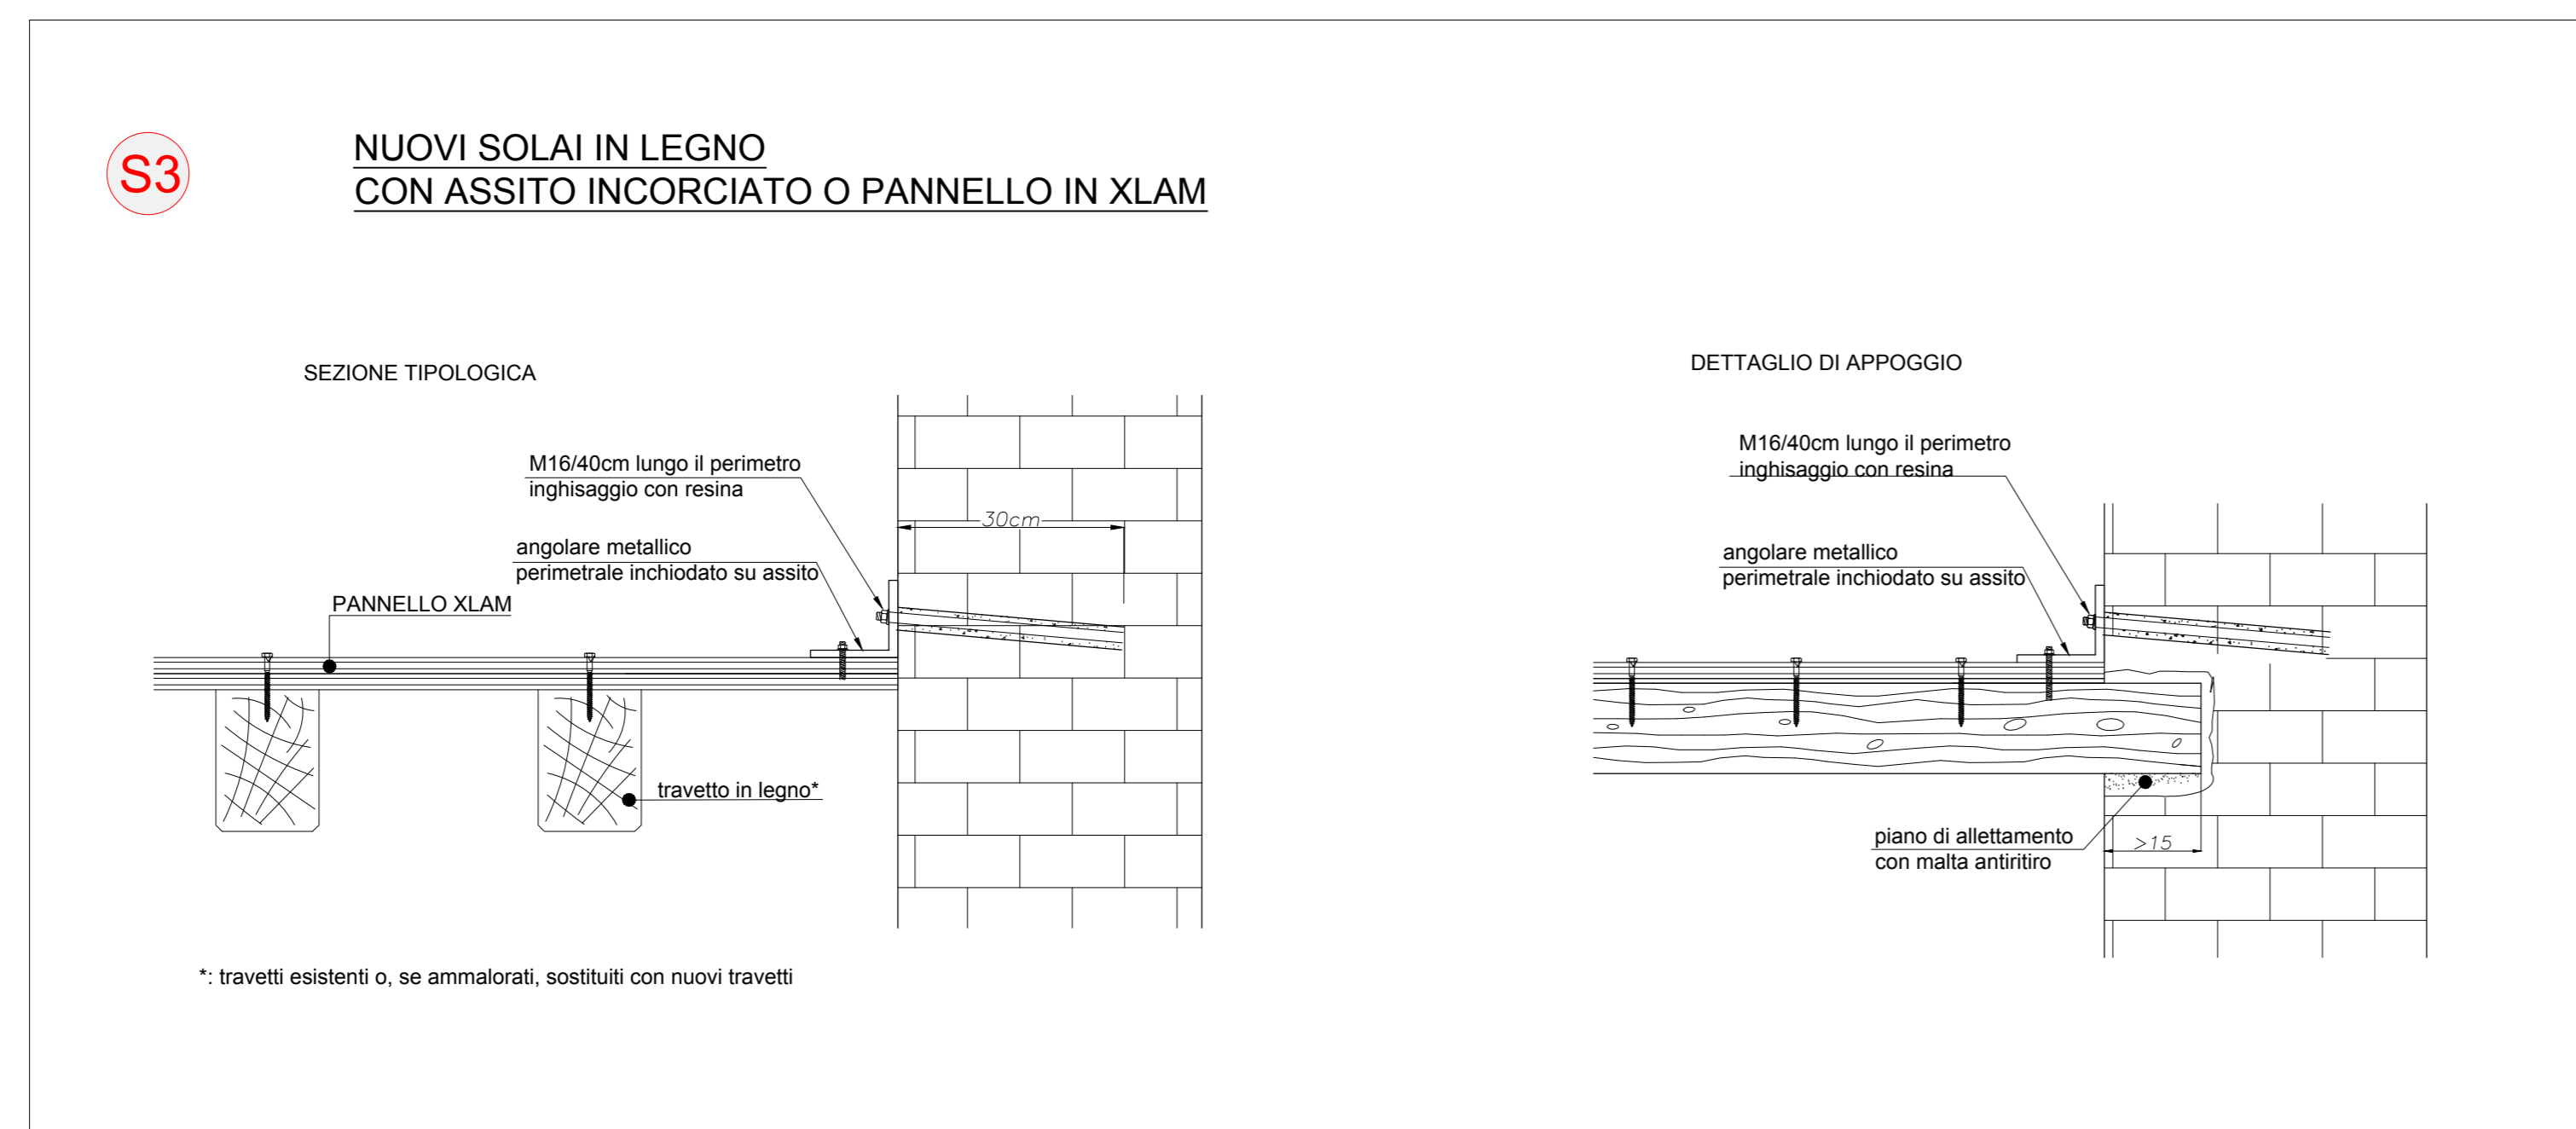 S3
NUOVI SOLAI IN LEGNO
CON ASSITO INCORCIATO O PANNELLO IN XLAM
SEZIONE TIPOLOGICA
M16/40cm lungo il perimetro
inghisaggio con resina
30cm
angolare metallico
perimetrale inchiodato su assito
PANNELLO XLAM
travetto in legno*
*: travetti esistenti o, se ammalorati, sostituiti con nuovi travetti
DETTAGLIO DI APPOGGIO
M16/40cm lungo il perimetro
inghisaggio con resina
angolare metallico
perimetrale inchiodato su assito
piano di allettamento
con malta antiritiro
>15